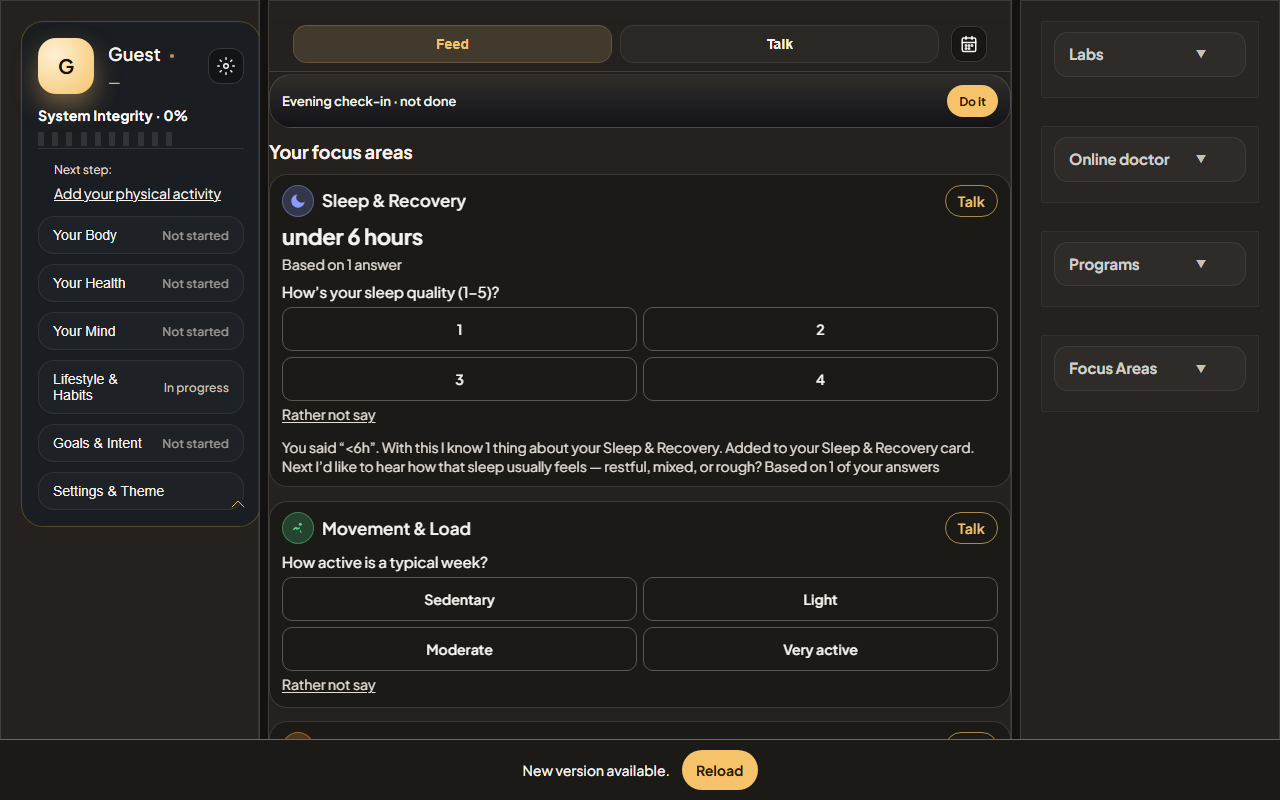 G
Guest
—
System Integrity · 0%
Next step:
Add your physical activity
Your Body Not started
Your Health Not started
Your Mind Not started
Lifestyle & Habits In progress
Goals & Intent Not started
Settings & Theme
Feed Talk
Evening check-in · not done Do it
Your focus areas
Sleep & Recovery Talk
under 6 hours
Based on 1 answer
How's your sleep quality (1–5)?
1 2
3 4
Rather not say
You said “<6h”. With this I know 1 thing about your Sleep & Recovery. Added to your Sleep & Recovery card.
Next I'd like to hear how that sleep usually feels — restful, mixed, or rough? Based on 1 of your answers
Movement & Load Talk
How active is a typical week?
Sedentary Light
Moderate Very active
Rather not say
Labs ▼
Online doctor ▼
Programs ▼
Focus Areas ▼
New version available. Reload